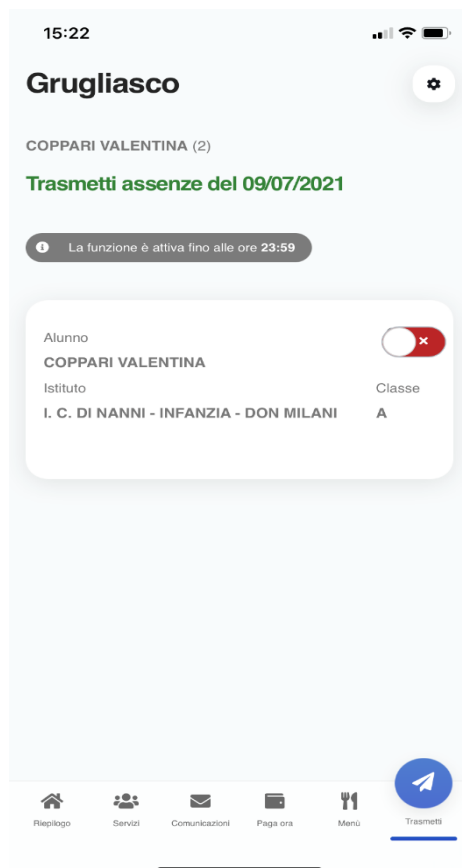 15:22
Grugliasco
COPPARI VALENTINA (2)
Trasmetti assenze del 09/07/2021
La funzione è attiva fino alle ore 23:59
Alunno
COPPARI VALENTINA
Istituto Classe
I. C. DI NANNI - INFANZIA - DON MILANI A
Riepilogo Servizi Comunicazioni Paga ora Menù Trasmetti